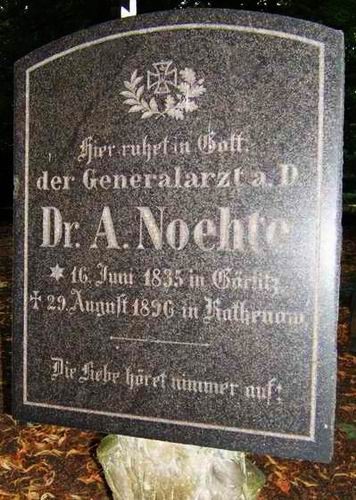 Hier ruhet in Gott.
der Generalarzt a. D
Dr. A. Nochte
✶ 16. Juni 1835 in Görlitz
✝ 29. August 1896 in Rathenow
Die Liebe höret nimmer auf!